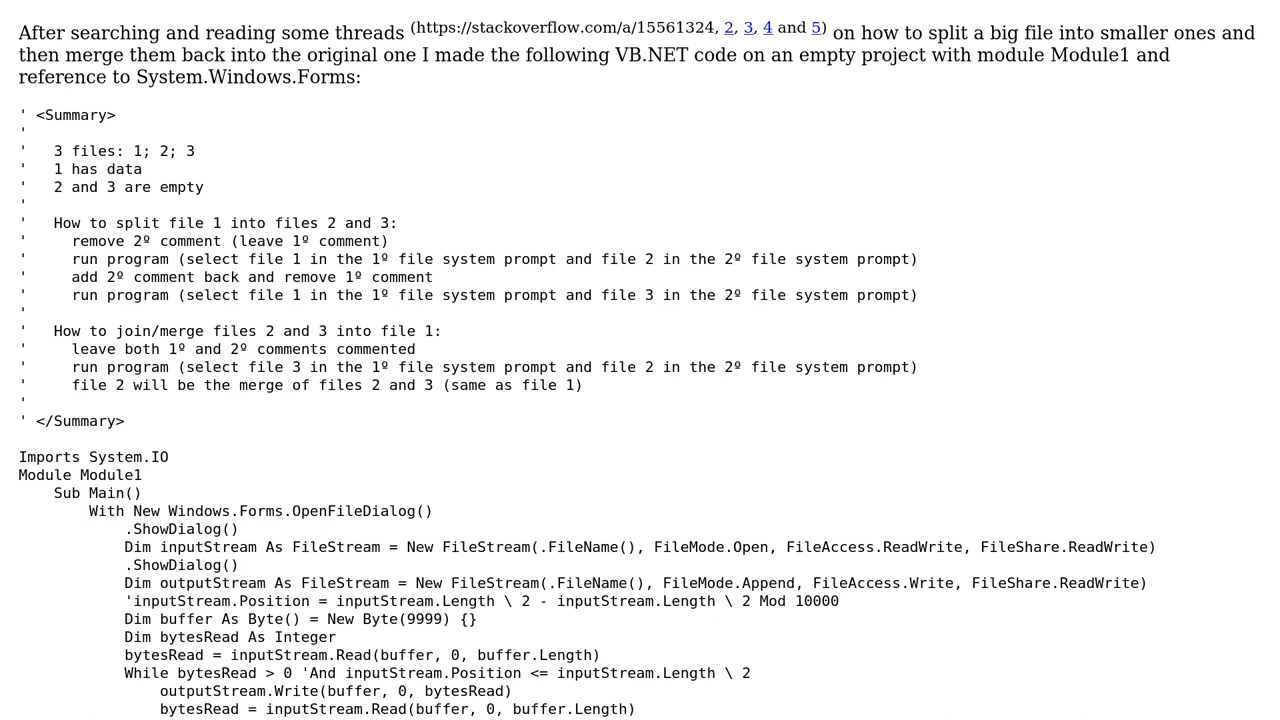 After searching and reading some threads (https://stackoverflow.com/a/15561324, 2, 3, 4 and 5) on how to split a big file into smaller ones and
then merge them back into the original one I made the following VB.NET code on an empty project with module Module1 and
reference to System.Windows.Forms:
' <Summary>
'
'   3 files: 1; 2; 3
'   1 has data
'   2 and 3 are empty
'
'   How to split file 1 into files 2 and 3:
'     remove 2º comment (leave 1º comment)
'     run program (select file 1 in the 1º file system prompt and file 2 in the 2º file system prompt)
'     add 2º comment back and remove 1º comment
'     run program (select file 1 in the 1º file system prompt and file 3 in the 2º file system prompt)
'
'   How to join/merge files 2 and 3 into file 1:
'     leave both 1º and 2º comments commented
'     run program (select file 3 in the 1º file system prompt and file 2 in the 2º file system prompt)
'     file 2 will be the merge of files 2 and 3 (same as file 1)
'
' </Summary>
Imports System.IO
Module Module1
    Sub Main()
        With New Windows.Forms.OpenFileDialog()
            .ShowDialog()
            Dim inputStream As FileStream = New FileStream(.FileName(), FileMode.Open, FileAccess.ReadWrite, FileShare.ReadWrite)
            .ShowDialog()
            Dim outputStream As FileStream = New FileStream(.FileName(), FileMode.Append, FileAccess.Write, FileShare.ReadWrite)
            'inputStream.Position = inputStream.Length \ 2 - inputStream.Length \ 2 Mod 10000
            Dim buffer As Byte() = New Byte(9999) {}
            Dim bytesRead As Integer
            bytesRead = inputStream.Read(buffer, 0, buffer.Length)
            While bytesRead > 0 'And inputStream.Position <= inputStream.Length \ 2
                outputStream.Write(buffer, 0, bytesRead)
                bytesRead = inputStream.Read(buffer, 0, buffer.Length)